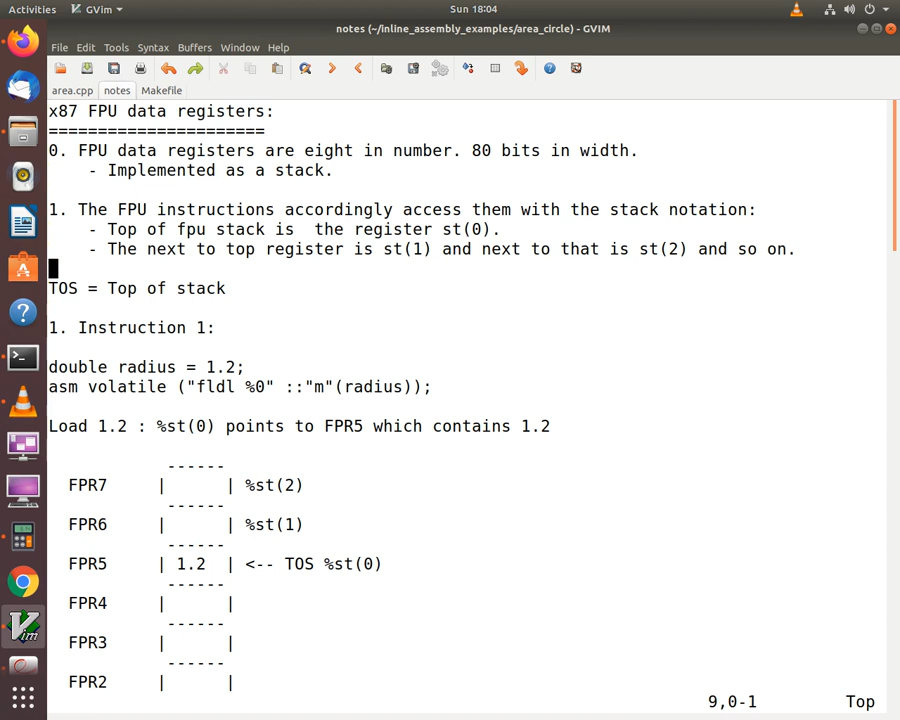 Activities
GVim
Sun 18:04
notes (~/inline_assembly_examples/area_circle) - GVIM
File Edit Tools Syntax Buffers Window Help
area.cpp notes Makefile
x87 FPU data registers:
======================
0. FPU data registers are eight in number. 80 bits in width.
- Implemented as a stack.
1. The FPU instructions accordingly access them with the stack notation:
- Top of fpu stack is  the register st(0).
- The next to top register is st(1) and next to that is st(2) and so on.
TOS = Top of stack
1. Instruction 1:
double radius = 1.2;
asm volatile ("fldl %0" ::"m"(radius));
Load 1.2 : %st(0) points to FPR5 which contains 1.2
------
FPR7 | | %st(2)
------
FPR6 | | %st(1)
------
FPR5 | 1.2 | <-- TOS %st(0)
------
FPR4 | |
------
FPR3 | |
------
FPR2 | |
9,0-1 Top